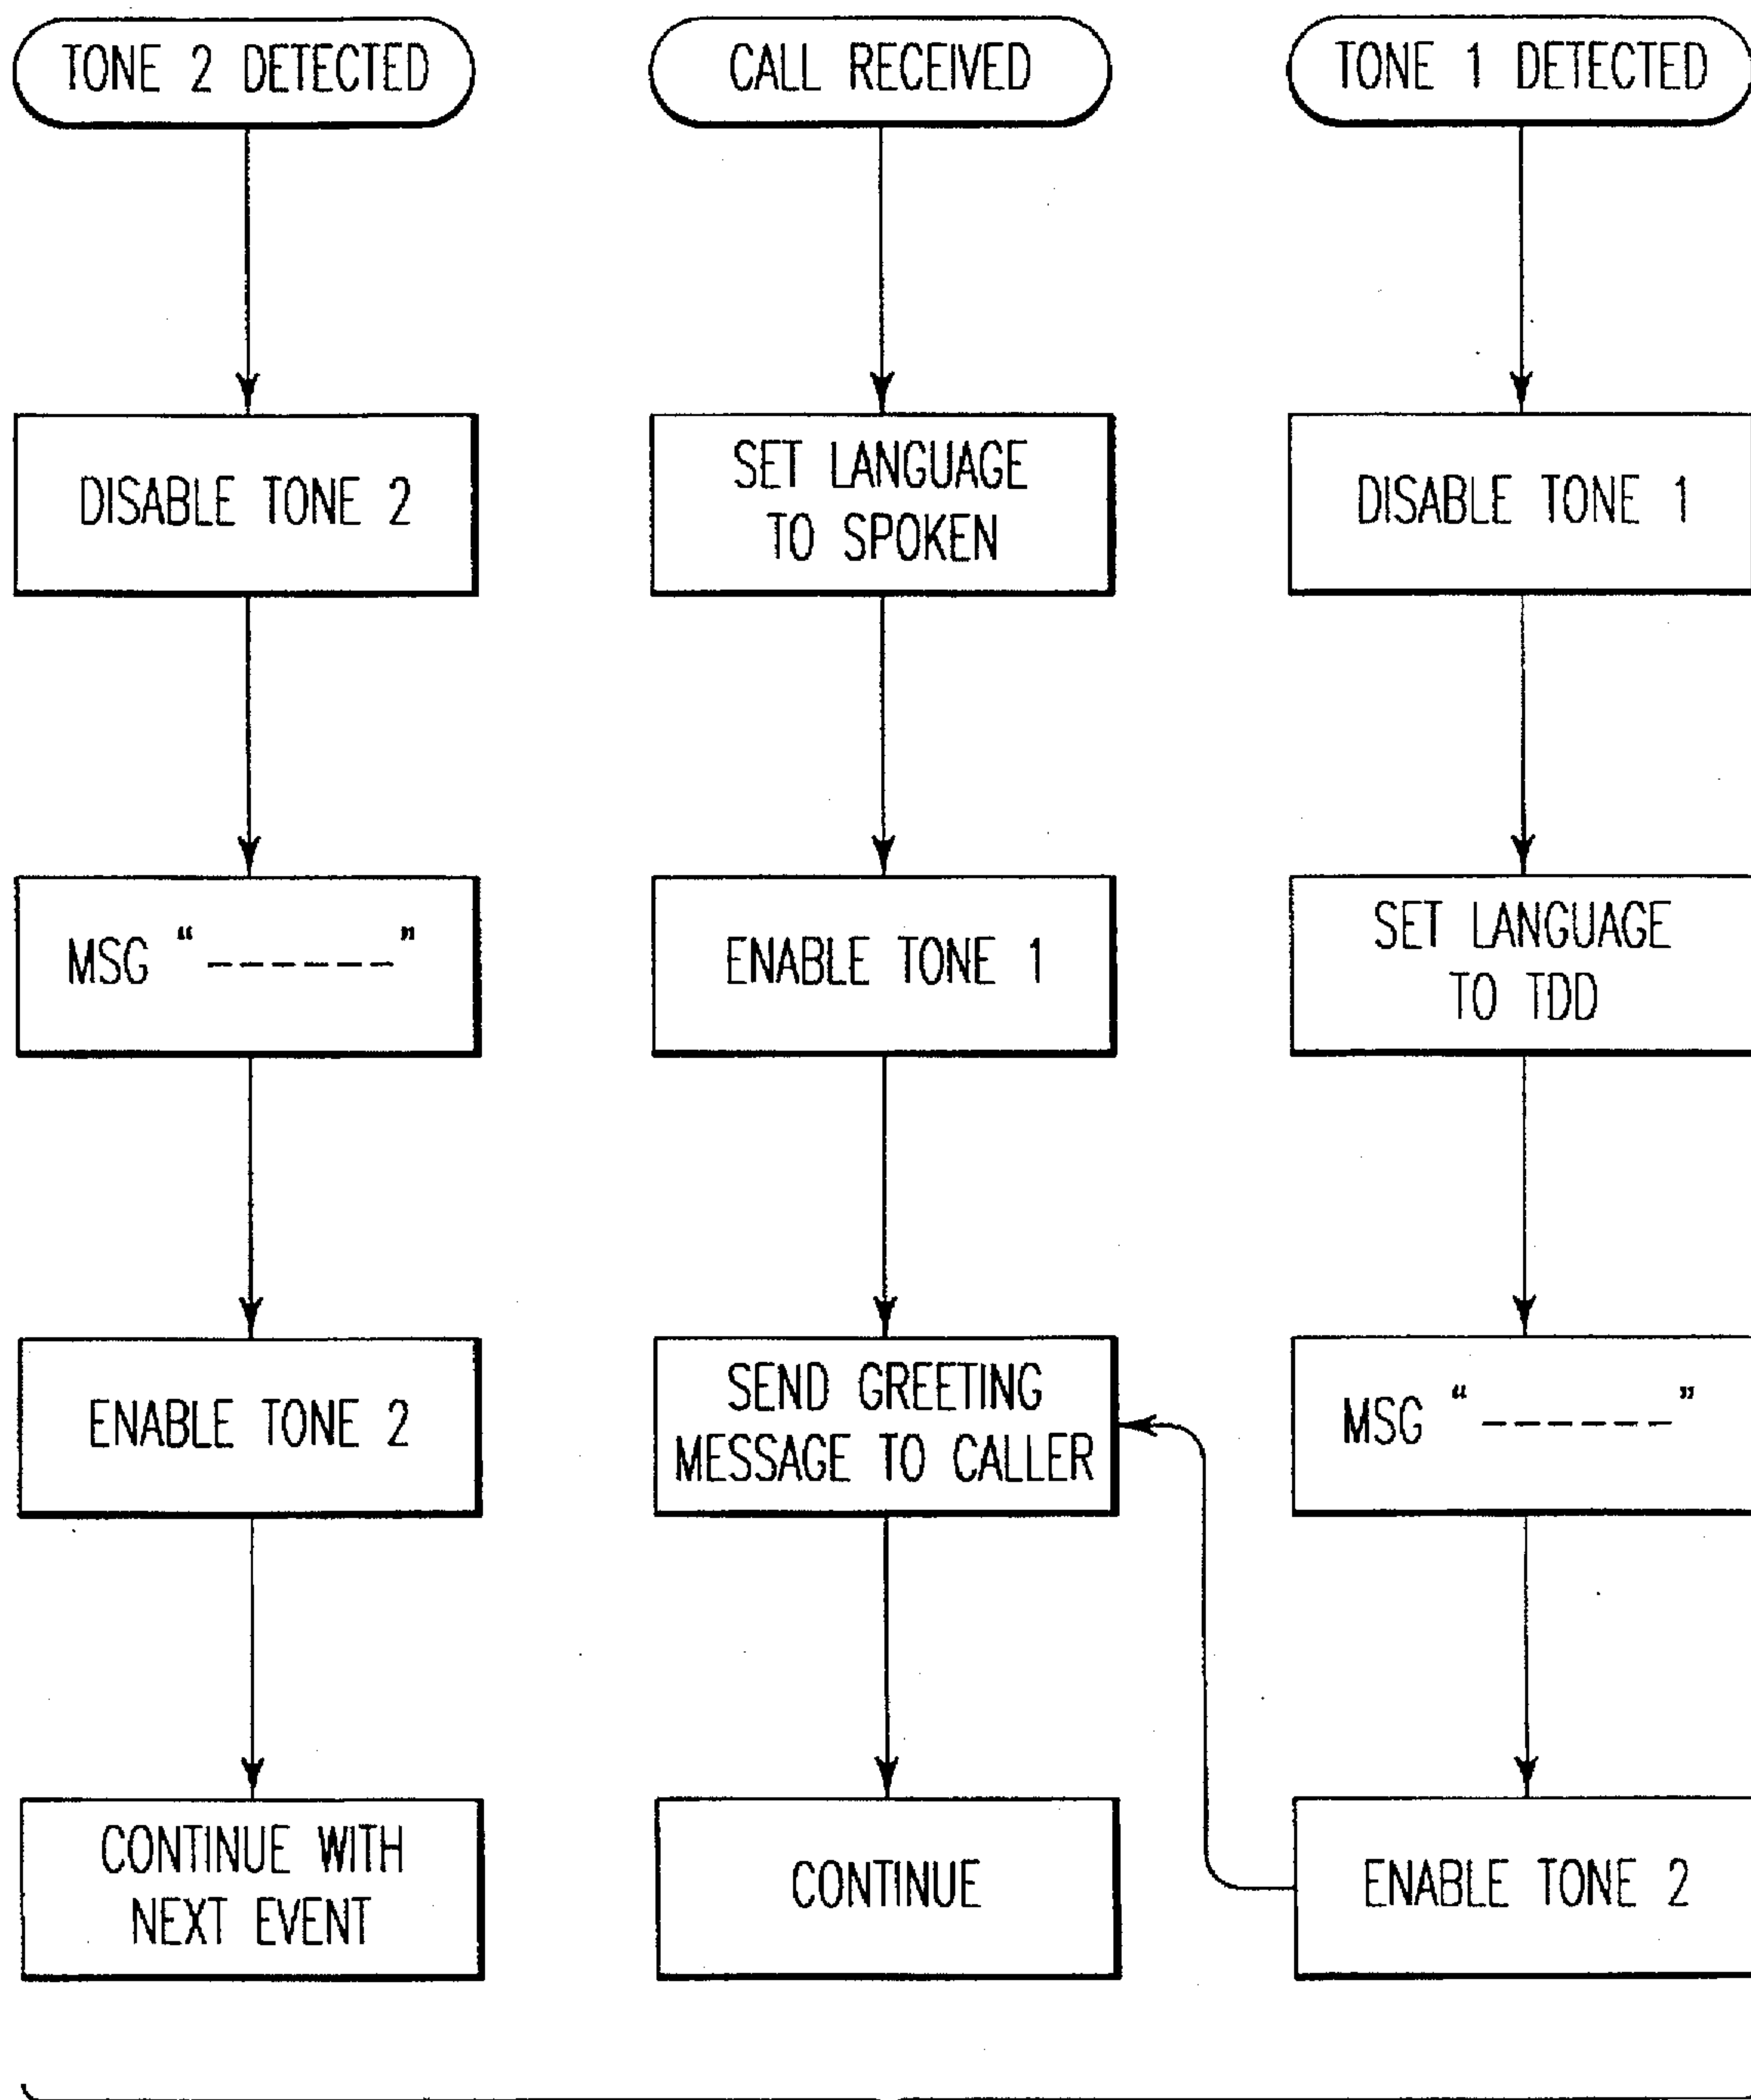 TONE 2 DETECTED
DISABLE TONE 2
MSG "------"
ENABLE TONE 2
CONTINUE WITH
NEXT EVENT
CALL RECEIVED
SET LANGUAGE
TO SPOKEN
ENABLE TONE 1
SEND GREETING
MESSAGE TO CALLER
CONTINUE
TONE 1 DETECTED
DISABLE TONE 1
SET LANGUAGE
TO TDD
MSG "------"
ENABLE TONE 2